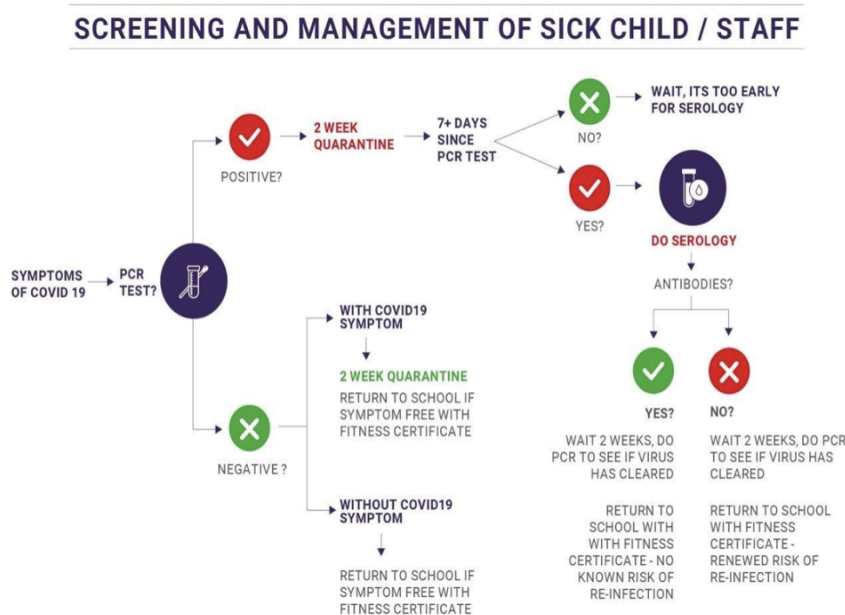 SCREENING AND MANAGEMENT OF SICK CHILD / STAFF
SYMPTOMS
OF COVID 19
PCR
TEST?
POSITIVE?
2 WEEK
QUARANTINE
7+ DAYS
SINCE
PCR TEST
NO?
WAIT, ITS TOO EARLY
FOR SEROLOGY
YES?
DO SEROLOGY
ANTIBODIES?
YES?
WAIT 2 WEEKS, DO
PCR TO SEE IF VIRUS
HAS CLEARED
RETURN TO
SCHOOL WITH
WITH FITNESS
CERTIFICATE - NO
KNOWN RISK OF
RE-INFECTION
NO?
WAIT 2 WEEKS, DO PCR
TO SEE IF VIRUS HAS
CLEARED
RETURN TO SCHOOL
WITH FITNESS
CERTIFICATE -
RENEWED RISK OF
RE-INFECTION
NEGATIVE ?
WITH COVID19
SYMPTOM
2 WEEK QUARANTINE
RETURN TO SCHOOL IF
SYMPTOM FREE WITH
FITNESS CERTIFICATE
WITHOUT COVID19
SYMPTOM
RETURN TO SCHOOL IF
SYMPTOM FREE WITH
FITNESS CERTIFICATE